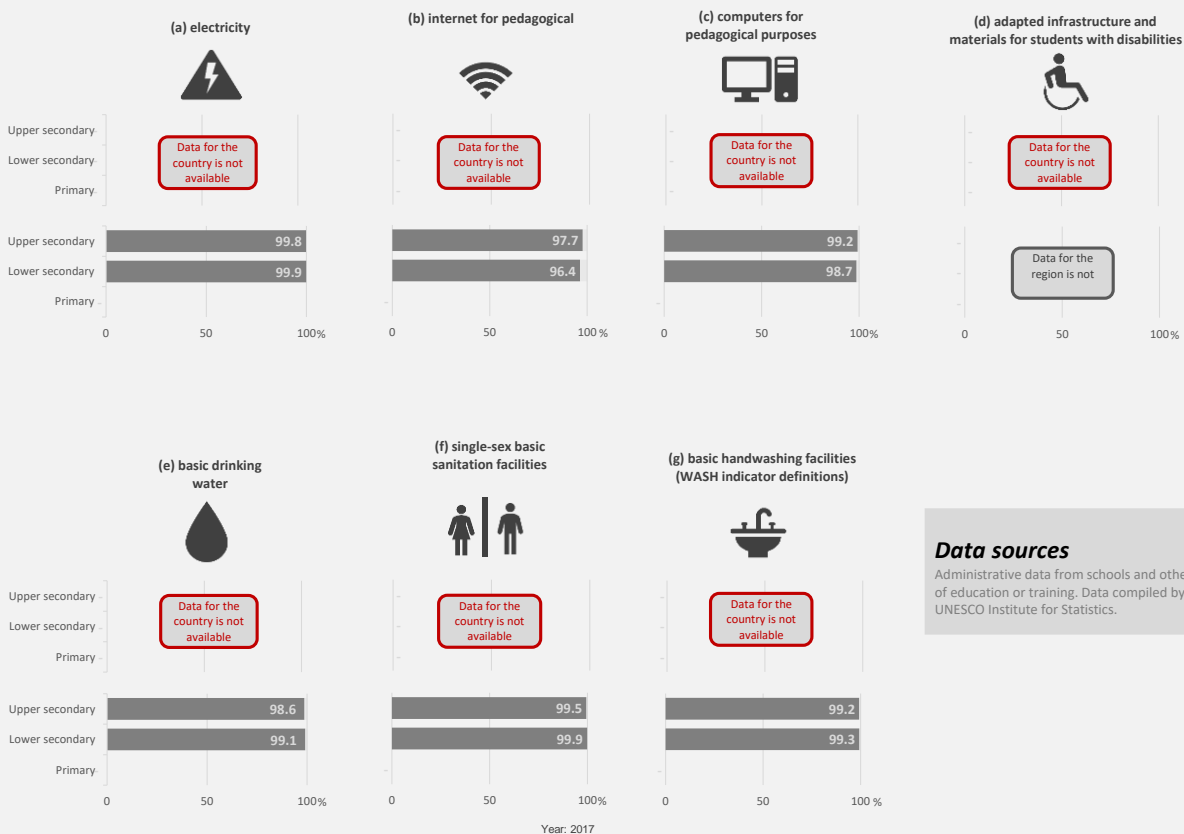 (a) electricity
(b) internet for pedagogical
(c) computers for
pedagogical purposes
(d) adapted infrastructure and
materials for students with disabilities
Upper secondary
Lower secondary
Primary
Data for the
country is not
available
Data for the
country is not
available
Data for the
country is not
available
Data for the
country is not
available
Upper secondary
Lower secondary
Primary
99.8
99.9
97.7
96.4
99.2
98.7
Data for the
region is not
0 50 100%
0 50 100%
0 50 100%
0 50 100%
(e) basic drinking
water
(f) single-sex basic
sanitation facilities
(g) basic handwashing facilities
(WASH indicator definitions)
Upper secondary
Lower secondary
Primary
Data for the
country is not
available
Data for the
country is not
available
Data for the
country is not
available
Upper secondary
Lower secondary
Primary
98.6
99.1
99.5
99.9
99.2
99.3
0 50 100%
0 50 100%
0 50 100 %
Year: 2017
Data sources
Administrative data from schools and othe
of education or training. Data compiled by
UNESCO Institute for Statistics.